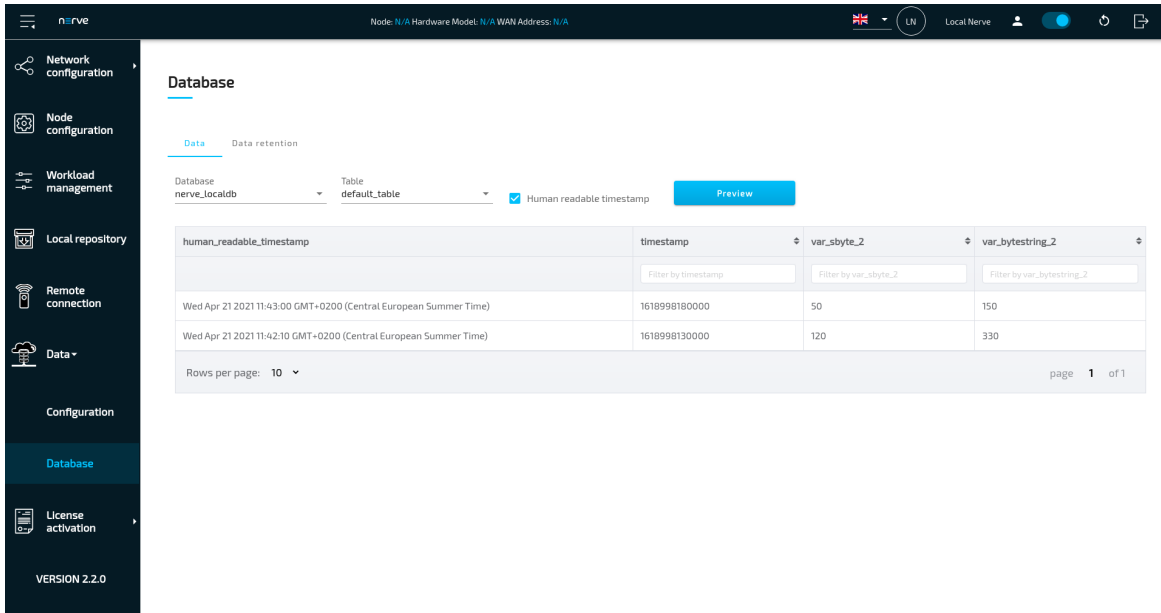 nerve
Node: N/A Hardware Model: N/A WAN Address: N/A
LN
Local Nerve
Network
configuration
Node
configuration
Workload
management
Local repository
Remote
connection
Data
Configuration
Database
License
activation
VERSION 2.2.0
Database
Data Data retention
Database Table
nerve_localdb default_table Human readable timestamp Preview
human_readable_timestamp timestamp var_sbyte_2 var_bytestring_2
Filter by timestamp Filter by var_sbyte_2 Filter by var_bytestring_2
Wed Apr 21 2021 11:43:00 GMT+0200 (Central European Summer Time) 1618998180000 50 150
Wed Apr 21 2021 11:42:10 GMT+0200 (Central European Summer Time) 1618998130000 120 330
Rows per page: 10 page 1 of 1